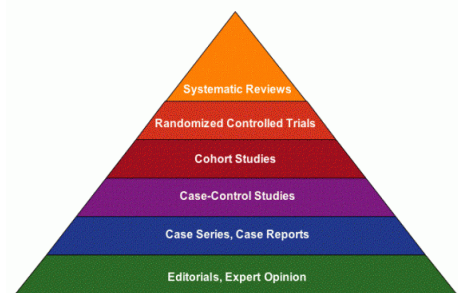 Systematic Reviews
Randomized Controlled Trials
Cohort Studies
Case-Control Studies
Case Series, Case Reports
Editorials, Expert Opinion